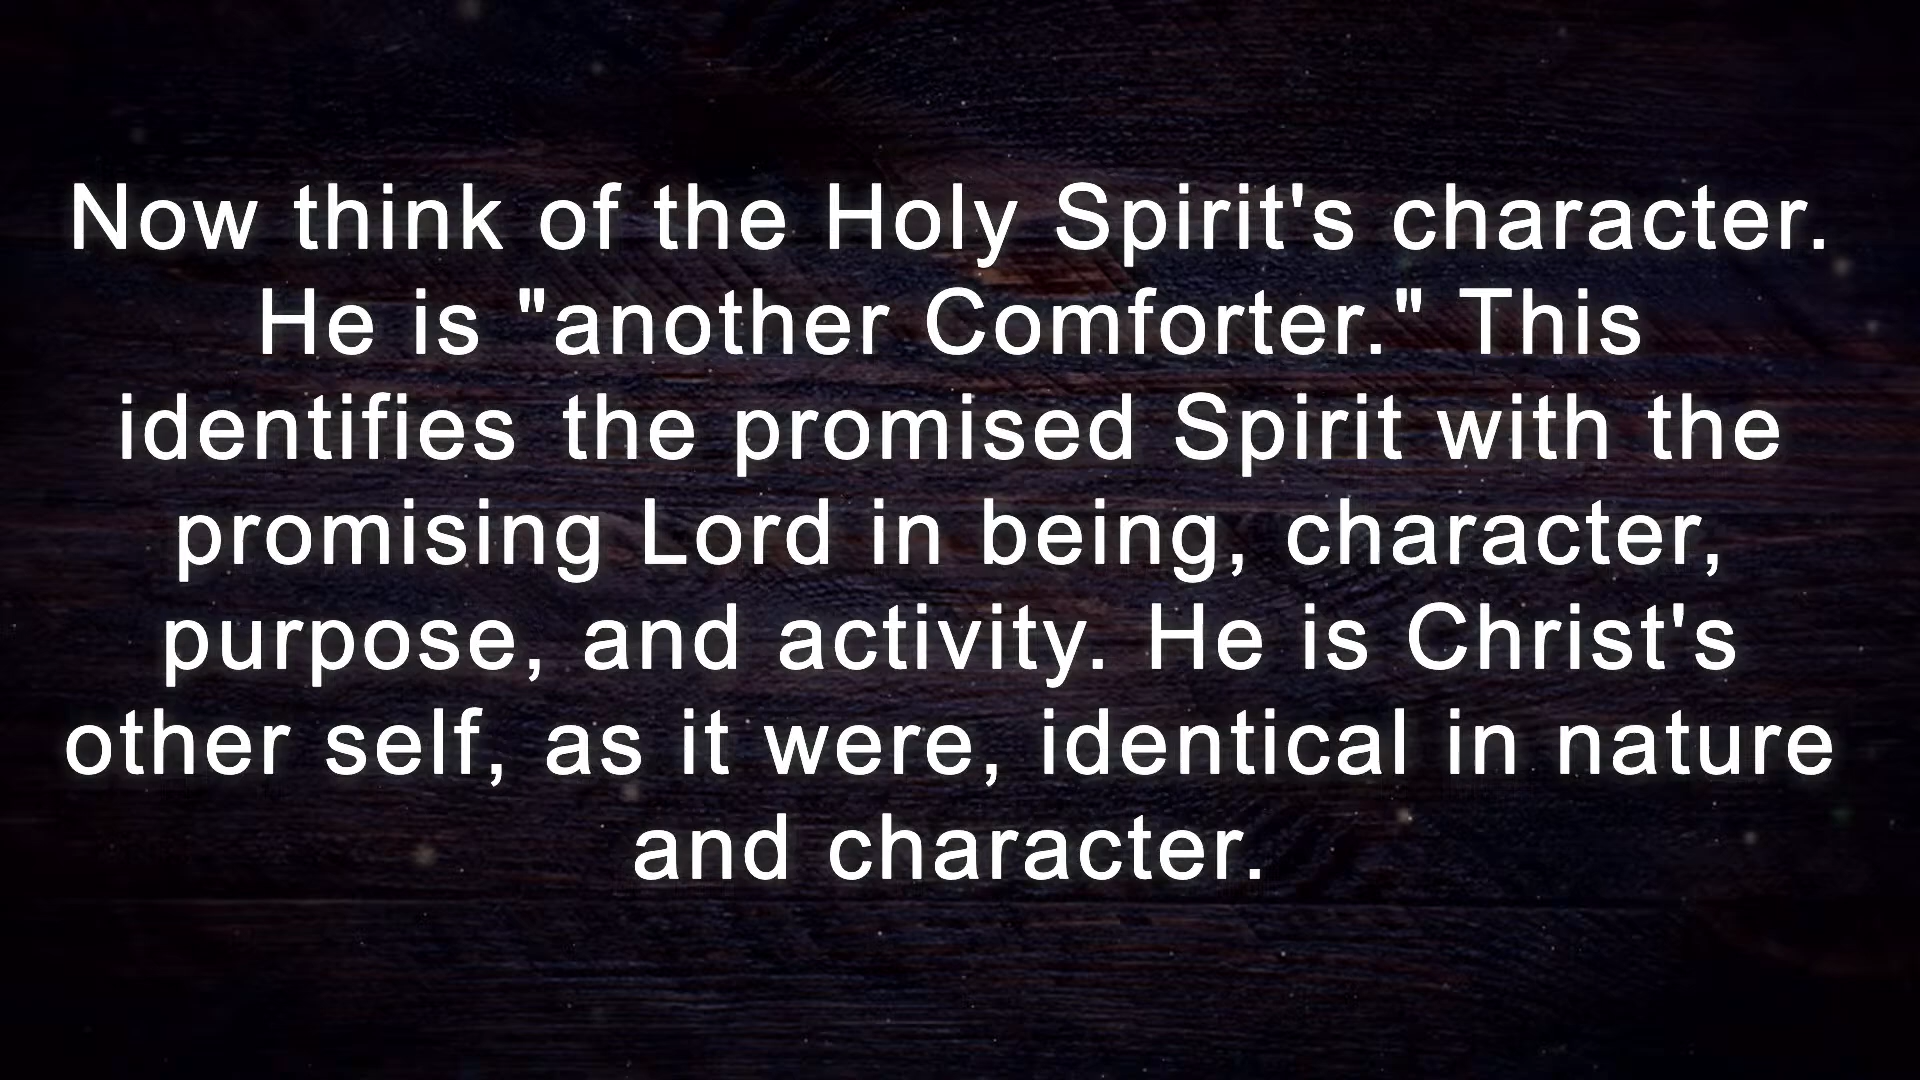 Now think of the Holy Spirit's character.
He is "another Comforter." This
identifies the promised Spirit with the
promising Lord in being, character,
purpose, and activity. He is Christ's
other self, as it were, identical in nature
and character.